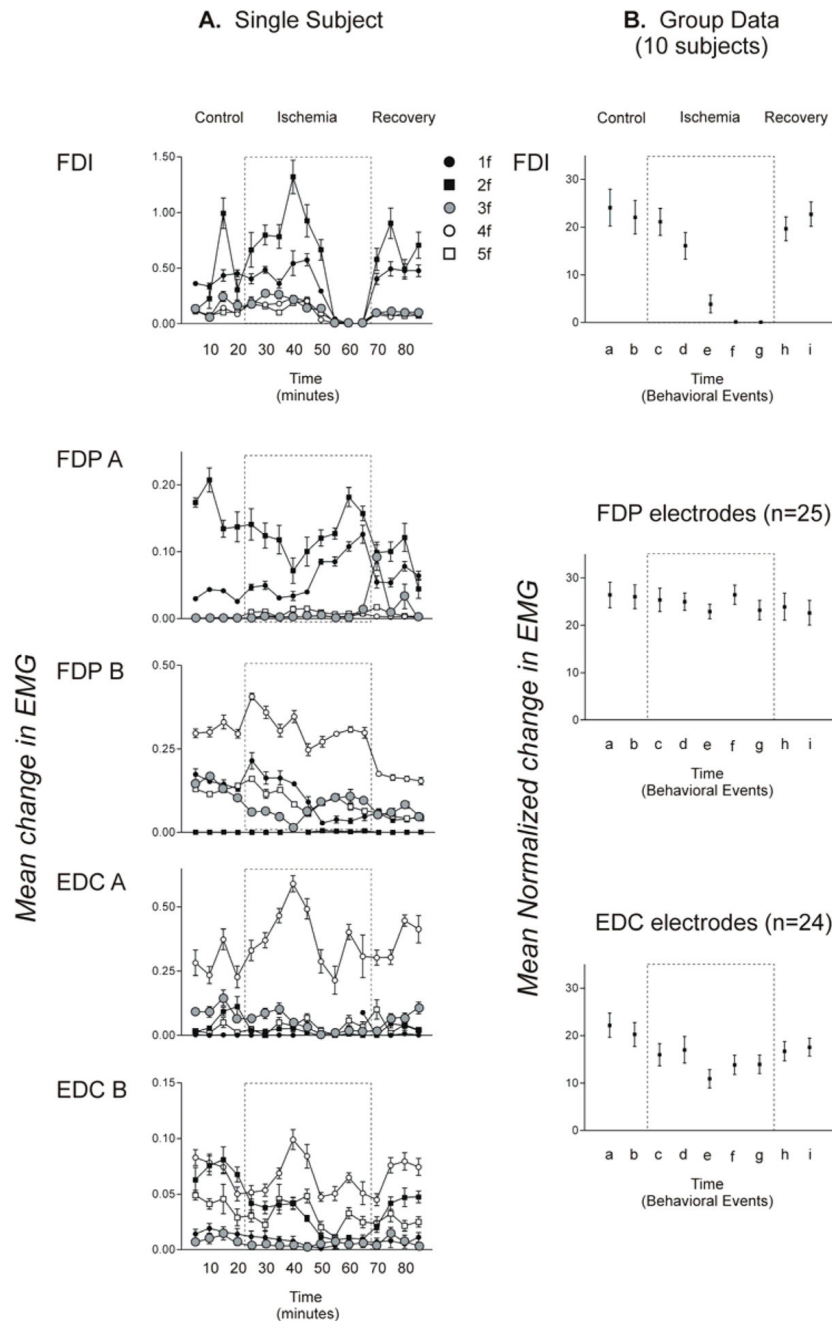 A. Single Subject
B. Group Data
(10 subjects)
Control Ischemia Recovery
FDI
1.50
1.00
0.50
0.00
1f
2f
3f
4f
5f
10 20 30 40 50 60 70 80
Time
(minutes)
FDP A
0.20
0.10
0.00
FDP B
0.50
0.25
0.00
EDC A
0.50
0.25
0.00
EDC B
0.15
0.10
0.05
0.00
10 20 30 40 50 60 70 80
Time
(minutes)
Mean change in EMG
Control Ischemia Recovery
FDI
30
20
10
0
a b c d e f g h i
Time
(Behavioral Events)
FDP electrodes (n=25)
30
20
10
0
a b c d e f g h i
Time
(Behavioral Events)
EDC electrodes (n=24)
30
20
10
0
a b c d e f g h i
Time
(Behavioral Events)
Mean Normalized change in EMG